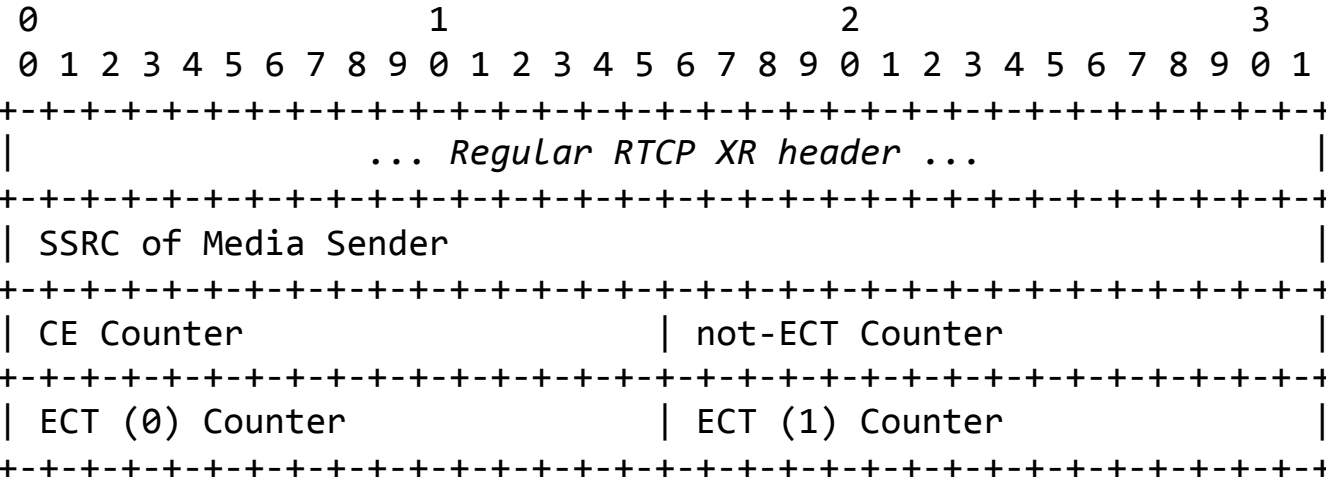 0                   1                   2                   3
0 1 2 3 4 5 6 7 8 9 0 1 2 3 4 5 6 7 8 9 0 1 2 3 4 5 6 7 8 9 0 1
+-+-+-+-+-+-+-+-+-+-+-+-+-+-+-+-+-+-+-+-+-+-+-+-+-+-+-+-+-+-+-+-+
| ... Regular RTCP XR header ... |
+-+-+-+-+-+-+-+-+-+-+-+-+-+-+-+-+-+-+-+-+-+-+-+-+-+-+-+-+-+-+-+-+
| SSRC of Media Sender |
+-+-+-+-+-+-+-+-+-+-+-+-+-+-+-+-+-+-+-+-+-+-+-+-+-+-+-+-+-+-+-+-+
| CE Counter | not-ECT Counter |
+-+-+-+-+-+-+-+-+-+-+-+-+-+-+-+-+-+-+-+-+-+-+-+-+-+-+-+-+-+-+-+-+
| ECT (0) Counter | ECT (1) Counter |
+-+-+-+-+-+-+-+-+-+-+-+-+-+-+-+-+-+-+-+-+-+-+-+-+-+-+-+-+-+-+-+-+